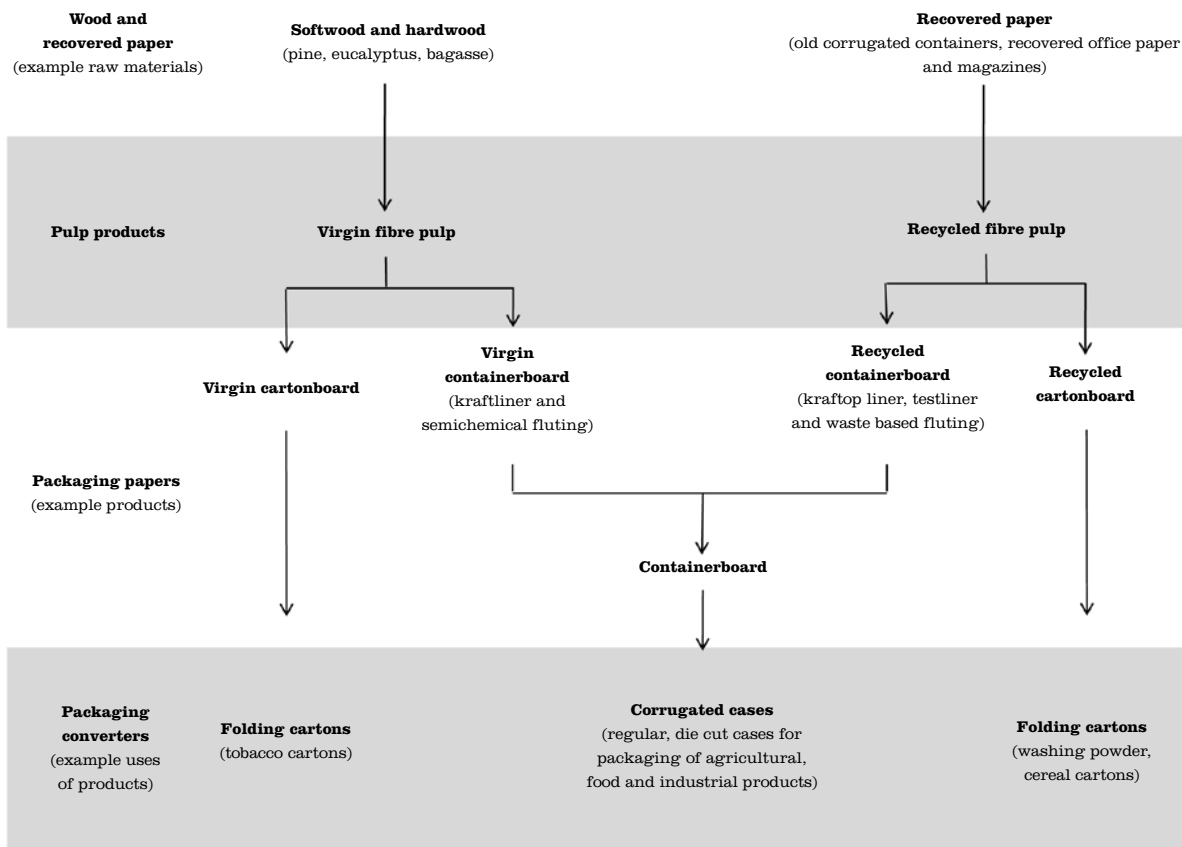 Wood and
recovered paper
(example raw materials)
Softwood and hardwood
(pine, eucalyptus, bagasse)
Recovered paper
(old corrugated containers, recovered office paper
and magazines)
Pulp products
Virgin fibre pulp
Recycled fibre pulp
Virgin cartonboard
Virgin
containerboard
(kraftliner and
semichemical fluting)
Recycled
containerboard
(kraftop liner, testliner
and waste based fluting)
Recycled
cartonboard
Packaging papers
(example products)
Containerboard
Packaging
converters
(example uses
of products)
Folding cartons
(tobacco cartons)
Corrugated cases
(regular, die cut cases for
packaging of agricultural,
food and industrial products)
Folding cartons
(washing powder,
cereal cartons)